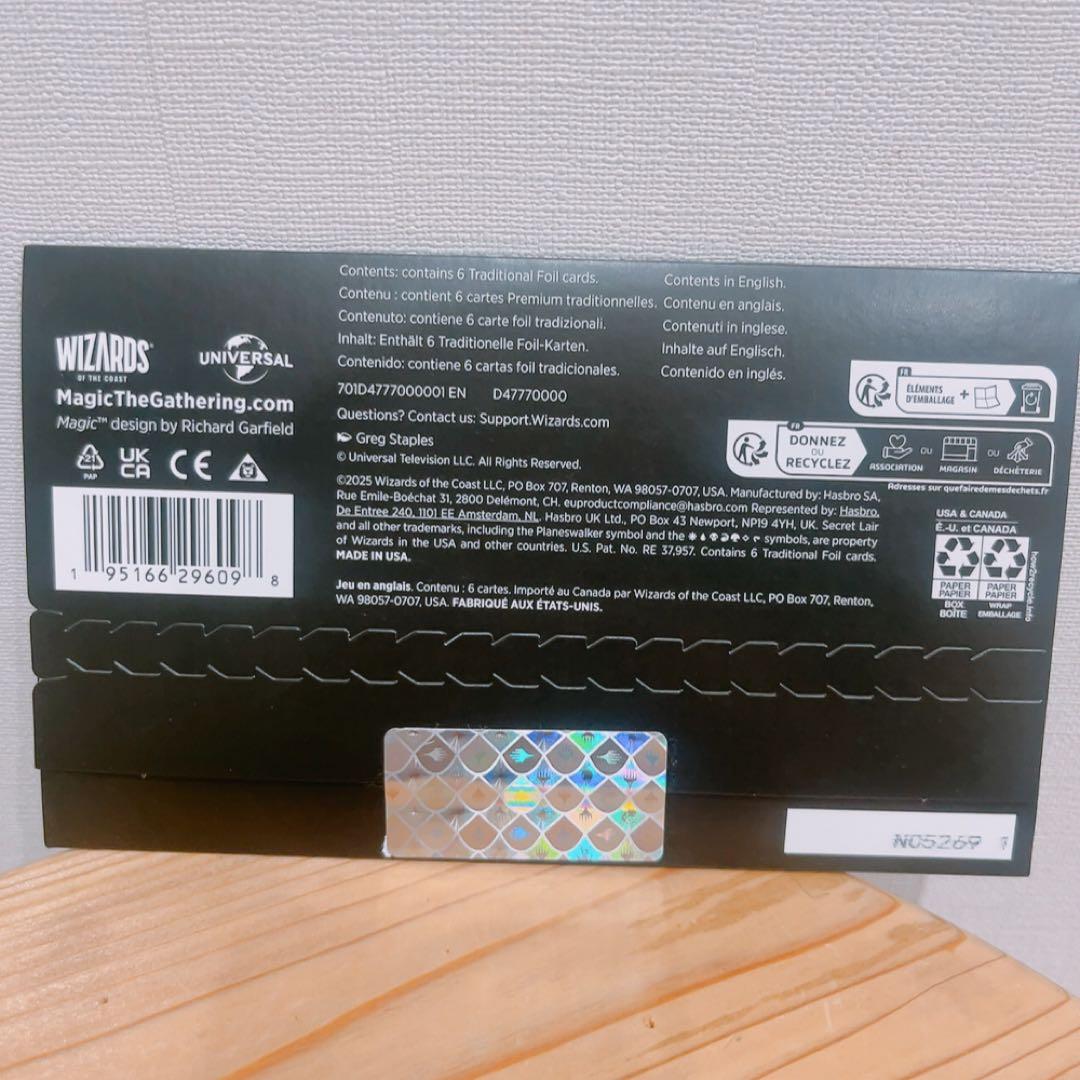 Contents: contains 6 Traditional Foil cards.
Contenu : contient 6 cartes Premium traditionnelles.
Contenuto: contiene 6 carte foil tradizionali.
Inhalt: Enthält 6 Traditionelle Foil-Karten.
Contenido: contiene 6 cartas foil tradicionales.
Contents in English.
Contenu en anglais.
Contenuti in inglese.
Inhalte auf Englisch.
Contenido en inglés.
701D4777000001 EN D47770000
Questions? Contact us: Support.Wizards.com
Greg Staples
© Universal Television LLC. All Rights Reserved.
©2025 Wizards of the Coast LLC, PO Box 707, Renton, WA 98057-0707, USA. Manufactured by: Hasbro SA,
Rue Emile-Boéchat 31, 2800 Delémont, CH. euproductcompliance@hasbro.com Represented by: Hasbro,
De Entree 240, 1101 EE Amsterdam, NL. Hasbro UK Ltd., PO Box 43 Newport, NP19 4YH, UK. Secret Lair
and all other trademarks, including the Planeswalker symbol and the symbols, are property
of Wizards in the USA and other countries. U.S. Pat. No. RE 37,957. Contains 6 Traditional Foil cards.
MADE IN USA.
Jeu en anglais. Contenu : 6 cartes. Importé au Canada par Wizards of the Coast LLC, PO Box 707, Renton,
WA 98057-0707, USA. FABRIQUÉ AUX ÉTATS-UNIS.
WIZARDS
OF THE COAST
UNIVERSAL
MagicTheGathering.com
Magic™ design by Richard Garfield
21
PAP
UK
CA
CE
1 95166 29609 8
FR
ÉLÉMENTS
D'EMBALLAGE +
FR
DONNEZ
OU
RECYCLEZ
ASSOCIATION OU MAGASIN OU DÉCHÈTERIE
Adresses sur quefairedemesdechets.fr
USA & CANADA
É.-U. et CANADA
PAPER
PAPIER
BOX
BOÎTE
PAPER
PAPIER
WRAP
EMBALLAGE
how2recycle.info
NO5269